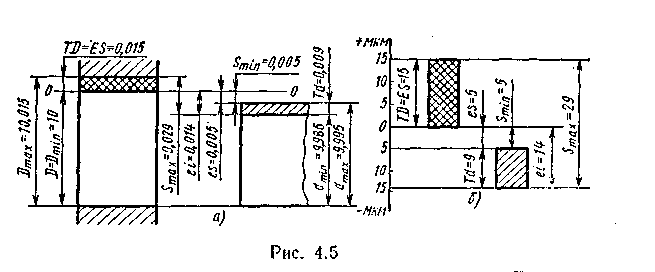 TD=ES=0,015
Smin=0,005
Td=0,009
0
0
Dmax=10,015
D=Dmin=10
Smax=0,029
ei=0,014
es=0,005
dmin=9,986
dmax=9,995
а)
+МКМ
15
10
5
0
5
10
15
-МКМ
TD=ES=15
es=5
Smin=5
Td=9
ei=14
Smax=29
б)
Рис. 4.5